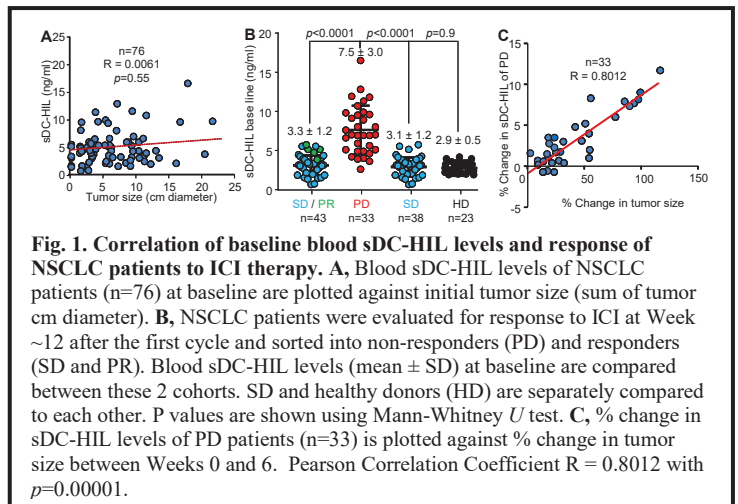 A
B
C
n=76
R = 0.0061
p=0.55
sDC-HIL (ng/ml)
25
20
15
10
5
0
0 5 10 15 20 25
Tumor size (cm diameter)
p<0.0001 p<0.0001 p=0.9
7.5 ± 3.0
sDC-HIL base line (ng/ml)
20
15
10
5
0
3.3 ± 1.2
3.1 ± 1.2
2.9 ± 0.5
SD / PR PD SD HD
n=43 n=33 n=38 n=23
n=33
R = 0.8012
% Change in sDC-HIL of PD
15
10
5
0
-5
50 100 150
% Change in tumor size
Fig. 1. Correlation of baseline blood sDC-HIL levels and response of
NSCLC patients to ICI therapy. A, Blood sDC-HIL levels of NSCLC
patients (n=76) at baseline are plotted against initial tumor size (sum of tumor
cm diameter). B, NSCLC patients were evaluated for response to ICI at Week
~12 after the first cycle and sorted into non-responders (PD) and responders
(SD and PR). Blood sDC-HIL levels (mean ± SD) at baseline are compared
between these 2 cohorts. SD and healthy donors (HD) are separately compared
to each other. P values are shown using Mann-Whitney U test. C, % change in
sDC-HIL levels of PD patients (n=33) is plotted against % change in tumor
size between Weeks 0 and 6. Pearson Correlation Coefficient R = 0.8012 with
p=0.00001.